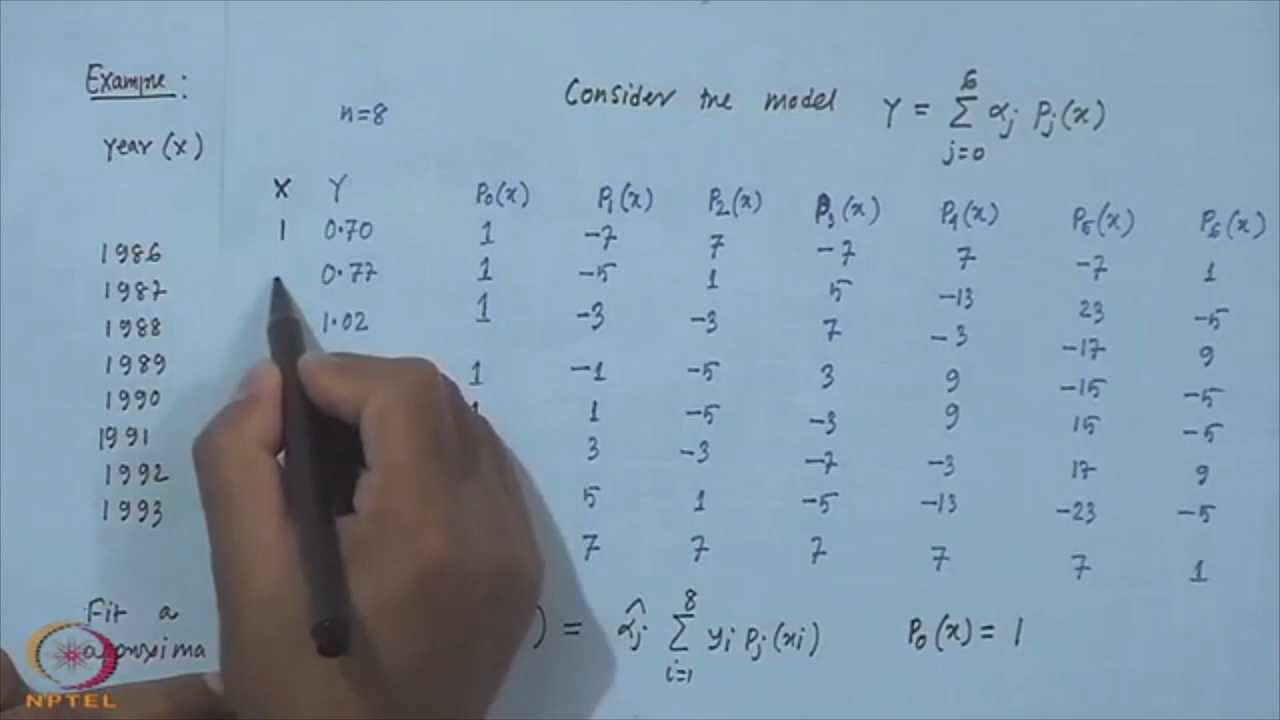 Example :
n=8
Consider the model Y = 6 Σ j=0 αj Pj(x)
year (x)
X Y P0(x) P1(x) P2(x) P3(x) P4(x) P5(x) P6(x)
1986 1 0.70 1 -7 7 -7 7 -7 1
1987 0.77 1 -5 1 5 -13 23 -5
1988 1.02 1 -3 -3 7 -3 -17 9
1989 1 -1 -5 3 9 -15 -5
1990 1 -5 -3 9 15 -5
1991 3 -3 -7 -3 17 9
1992 5 1 -5 -13 -23 -5
1993 7 7 7 7 7 1
Fit a
) = α̂j 8 Σ i=1 yi Pj(xi) P0(x) = 1
NPTEL